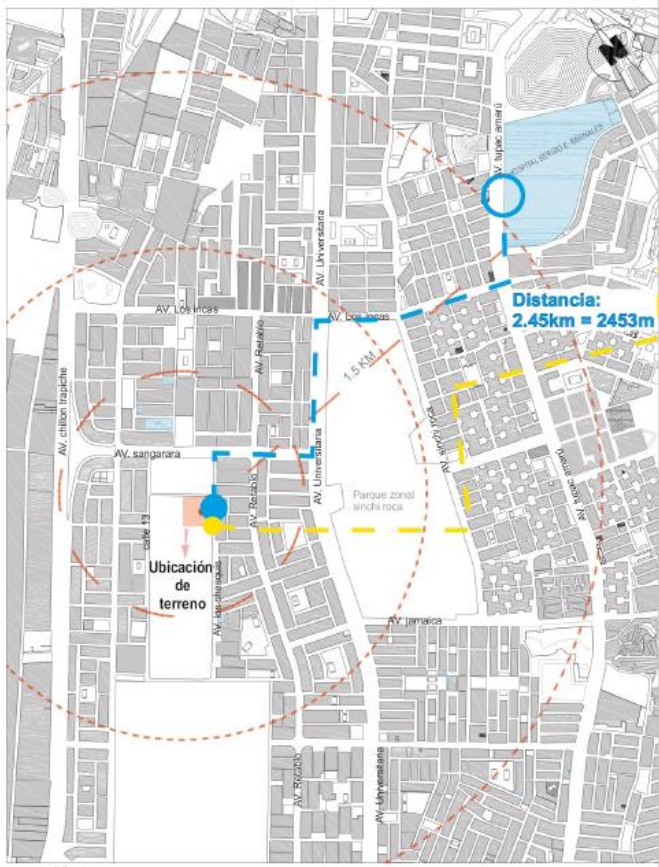 AV. tupac amarú
HOSPITAL SERGIO E. BERNALES
AV. Universitaria
Distancia:
2.45km = 2453m
AV. Los incas
AV. Los incas
AV. Retablo
1.5 KM
AV. chillon trapiche
AV. sinchi roca
AV. sangarara
AV. Universitaria
AV. Retablo
Parque zonal
sinchi roca
AV. tupac amarú
calle 13
Ubicación
de
terreno
AV. los chasquis
AV. jamaica
AV. Retablo
AV. Universitaria